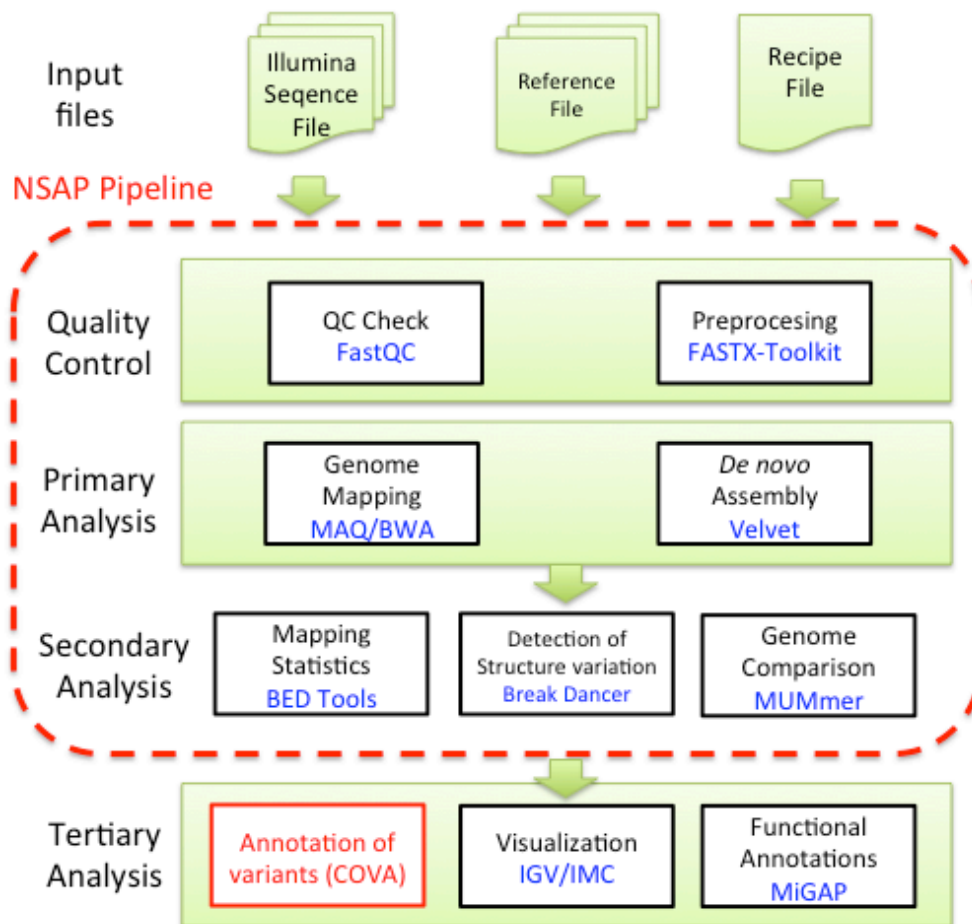 Input
files
Illumina
Seqence
File
Reference
File
Recipe
File
NSAP Pipeline
Quality
Control
QC Check
FastQC
Preprocesing
FASTX-Toolkit
Primary
Analysis
Genome
Mapping
MAQ/BWA
De novo
Assembly
Velvet
Secondary
Analysis
Mapping
Statistics
BED Tools
Detection of
Structure variation
Break Dancer
Genome
Comparison
MUMmer
Tertiary
Analysis
Annotation of
variants (COVA)
Visualization
IGV/IMC
Functional
Annotations
MiGAP